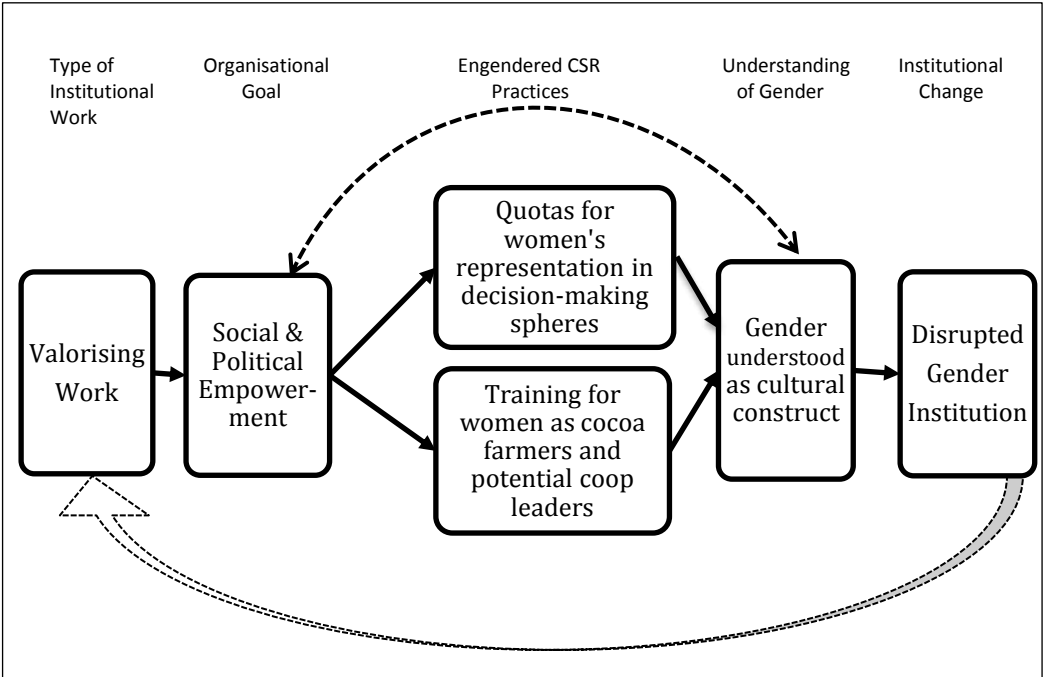 Type of
Institutional
Work
Organisational
Goal
Engendered CSR
Practices
Understanding
of Gender
Institutional
Change
Valorising
Work
Social &
Political
Empower-
ment
Quotas for
women's
representation in
decision-making
spheres
Training for
women as cocoa
farmers and
potential coop
leaders
Gender
understood
as cultural
construct
Disrupted
Gender
Institution